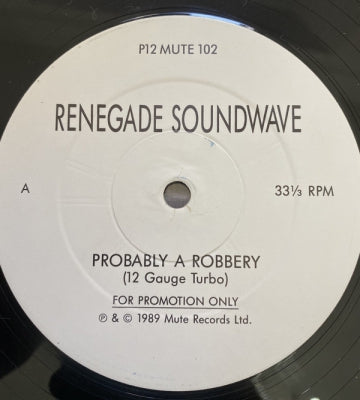 P12 MUTE 102
RENEGADE SOUNDWAVE
A 33⅓ RPM
PROBABLY A ROBBERY
(12 Gauge Turbo)
FOR PROMOTION ONLY
℗ & © 1989 Mute Records Ltd.